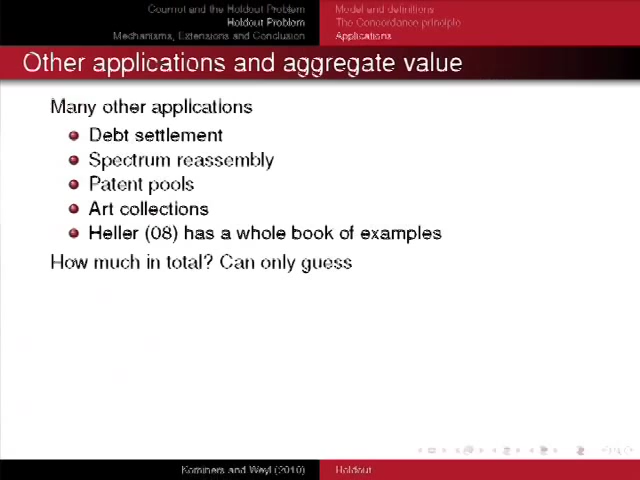 Cournot and the Holdout Problem
Holdout Problem
Mechanisms, Extensions and Conclusion
Model and definitions
The Concordance principle
Applications
Other applications and aggregate value
Many other applications
Debt settlement
Spectrum reassembly
Patent pools
Art collections
Heller (08) has a whole book of examples
How much in total? Can only guess
Kominers and Weyl (2010)
Holdout